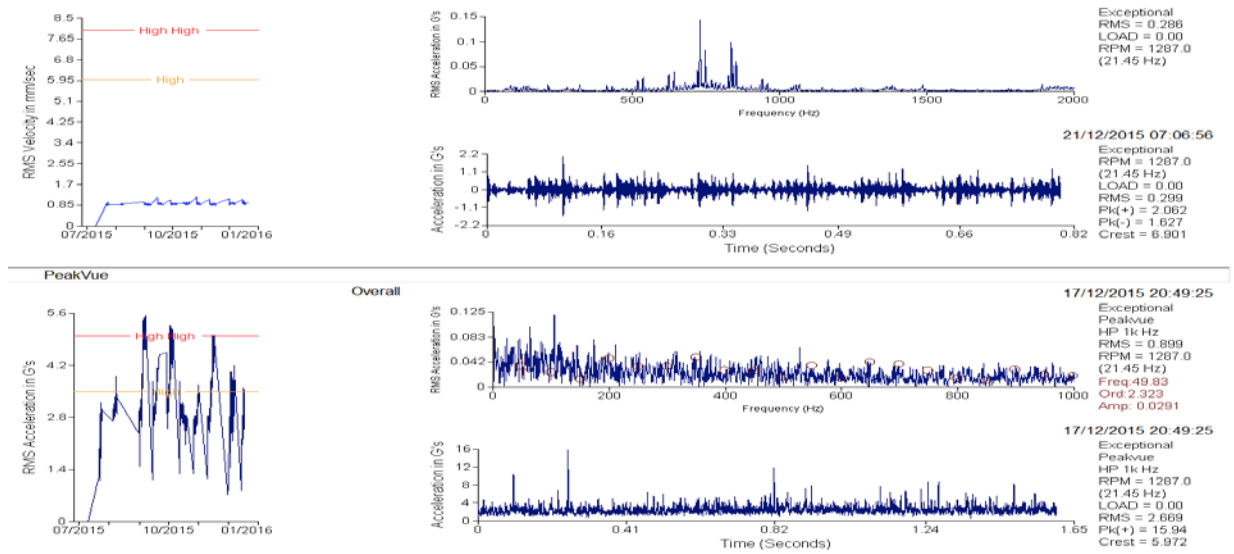 8.5
7.65
6.8
5.95
5.1
4.25
3.4
2.55
1.7
0.85
0
High High
High
RMS Velocity in mm/sec
07/2015 10/2015 01/2016
0.15
0.1
0.05
0
RMS Acceleration in G's
0 500 1000 1500 2000
Frequency (Hz)
Exceptional
RMS = 0.286
LOAD = 0.00
RPM = 1287.0
(21.45 Hz)
21/12/2015 07:06:56
2.2
1.1
0
-1.1
-2.2
Acceleration in G's
0 0.16 0.33 0.49 0.66 0.82
Time (Seconds)
Exceptional
RPM = 1287.0
(21.45 Hz)
LOAD = 0.00
RMS = 0.299
Pk(+) = 2.062
Pk(-) = 1.627
Crest = 6.901
PeakVue
Overall
5.6
4.2
2.8
1.4
0
High High
High
RMS Acceleration in G's
07/2015 10/2015 01/2016
17/12/2015 20:49:25
0.125
0.083
0.042
0
RMS Acceleration in G's
0 200 400 600 800 1000
Frequency (Hz)
Exceptional
Peakvue
HP 1k Hz
RMS = 0.899
RPM = 1287.0
(21.45 Hz)
Freq:49.83
Ord:2.323
Amp: 0.0291
17/12/2015 20:49:25
16
12
8
4
0
Acceleration in G's
0 0.41 0.82 1.24 1.65
Time (Seconds)
Exceptional
Peakvue
HP 1k Hz
RPM = 1287.0
(21.45 Hz)
LOAD = 0.00
RMS = 2.669
Pk(+) = 15.94
Crest = 5.972